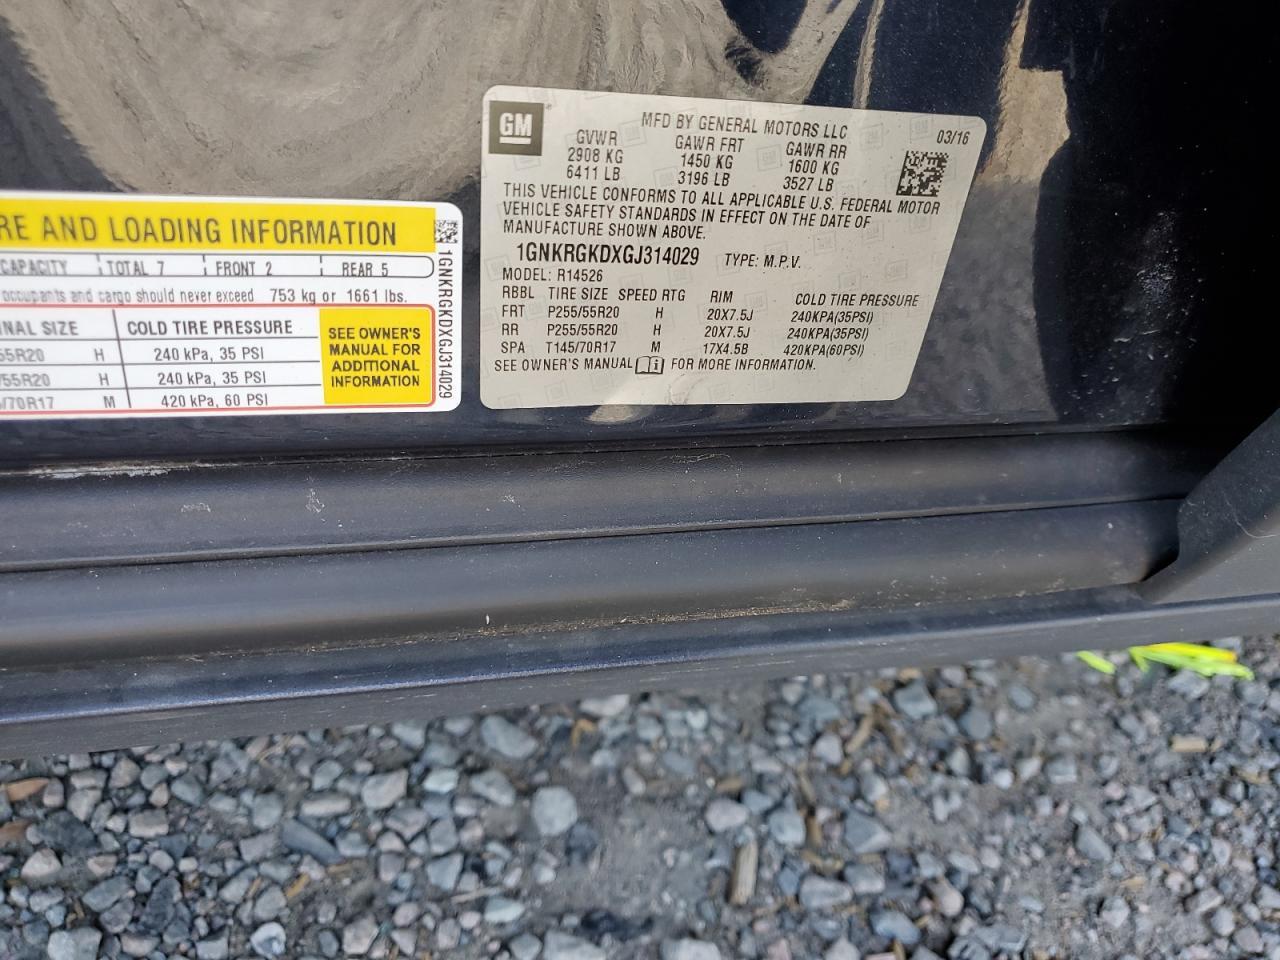 RE AND LOADING INFORMATION
CAPACITY TOTAL 7 FRONT 2 REAR 5
occupants and cargo should never exceed 753 kg or 1661 lbs.
NAL SIZE COLD TIRE PRESSURE
55R20 H 240 kPa, 35 PSI
/55R20 H 240 kPa, 35 PSI
/70R17 M 420 kPa, 60 PSI
SEE OWNER'S
MANUAL FOR
ADDITIONAL
INFORMATION
1GNKRGKDXGJ314029
GM
MFD BY GENERAL MOTORS LLC 03/16
GVWR GAWR FRT GAWR RR
2908 KG 1450 KG 1600 KG
6411 LB 3196 LB 3527 LB
THIS VEHICLE CONFORMS TO ALL APPLICABLE U.S. FEDERAL MOTOR
VEHICLE SAFETY STANDARDS IN EFFECT ON THE DATE OF
MANUFACTURE SHOWN ABOVE.
1GNKRGKDXGJ314029 TYPE: M.P.V.
MODEL: R14526
RBBL TIRE SIZE SPEED RTG RIM COLD TIRE PRESSURE
FRT P255/55R20 H 20X7.5J 240KPA(35PSI)
RR P255/55R20 H 20X7.5J 240KPA(35PSI)
SPA T145/70R17 M 17X4.5B 420KPA(60PSI)
SEE OWNER'S MANUAL FOR MORE INFORMATION.